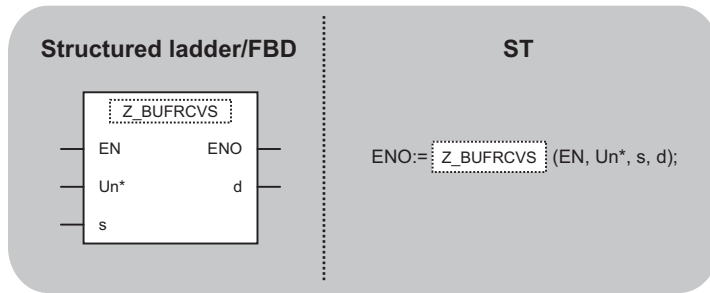 Structured ladder/FBD
Z_BUFRCVS
EN ENO
Un* d
s
ST
ENO:= Z_BUFRCVS (EN, Un*, s, d);